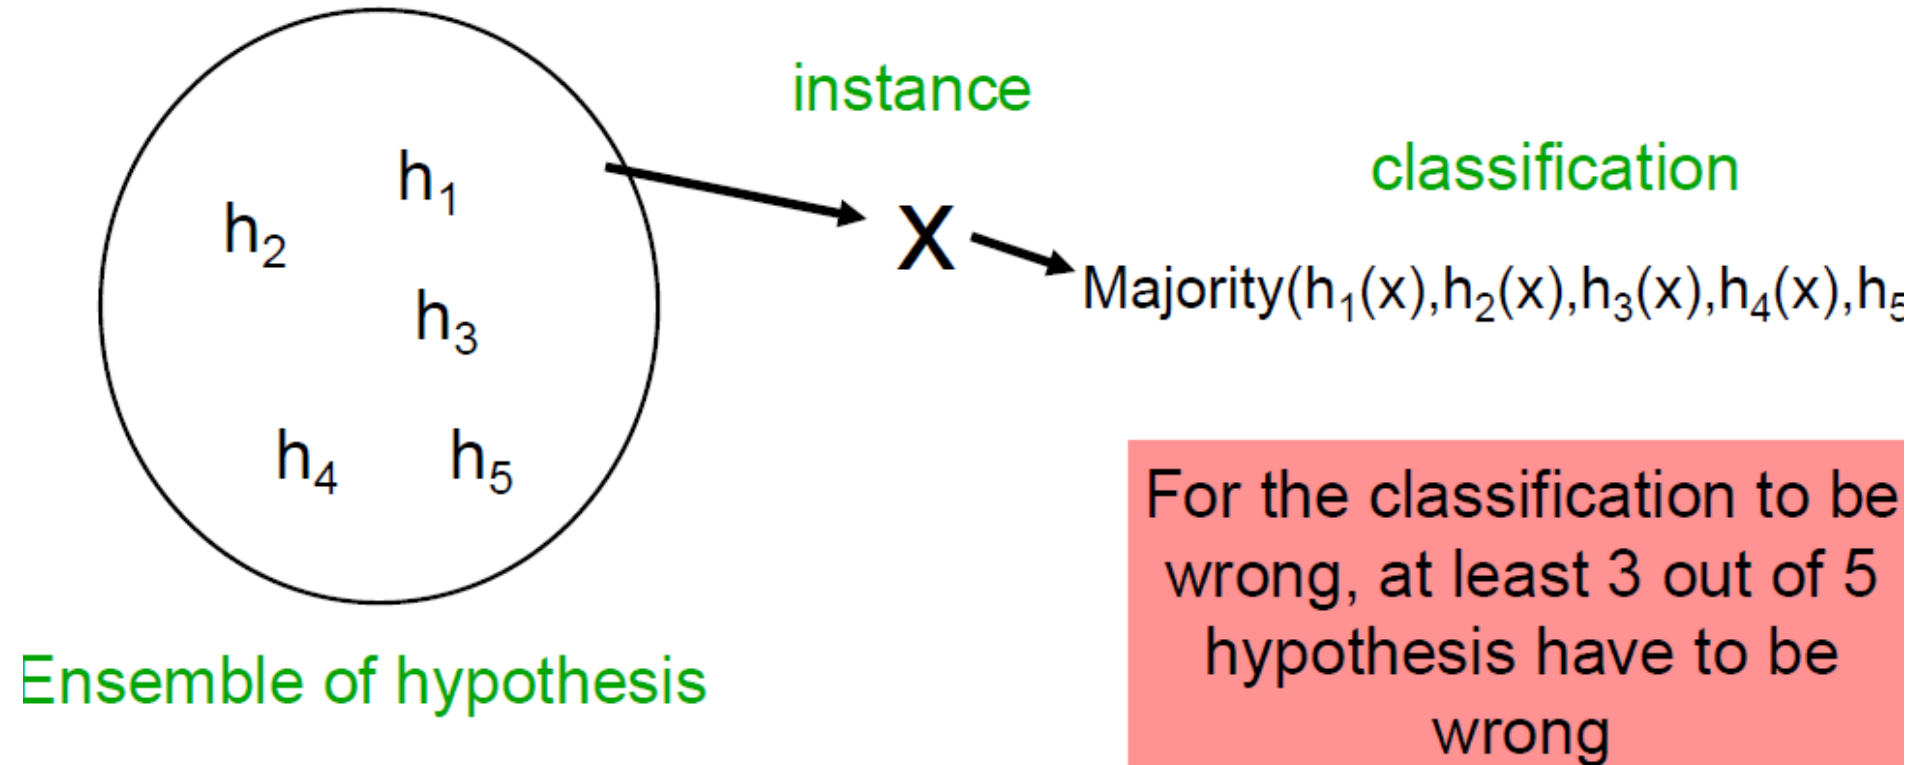 instance
classification
h₁
h₂
h₃
h₄ h₅
X
Majority(h₁(x),h₂(x),h₃(x),h₄(x),h₅
For the classification to be
wrong, at least 3 out of 5
hypothesis have to be
wrong
Ensemble of hypothesis